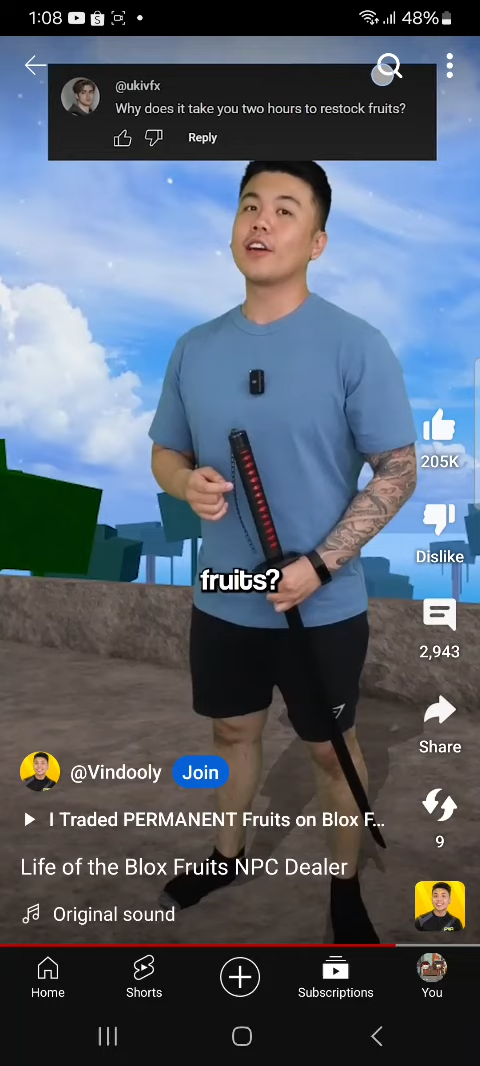 1:08
48%
@ukivfx
Why does it take you two hours to restock fruits?
Reply
205K
Dislike
fruits?
2,943
Share
@Vindooly
Join
I Traded PERMANENT Fruits on Blox F...
9
Life of the Blox Fruits NPC Dealer
Original sound
Home
Shorts
Subscriptions
You